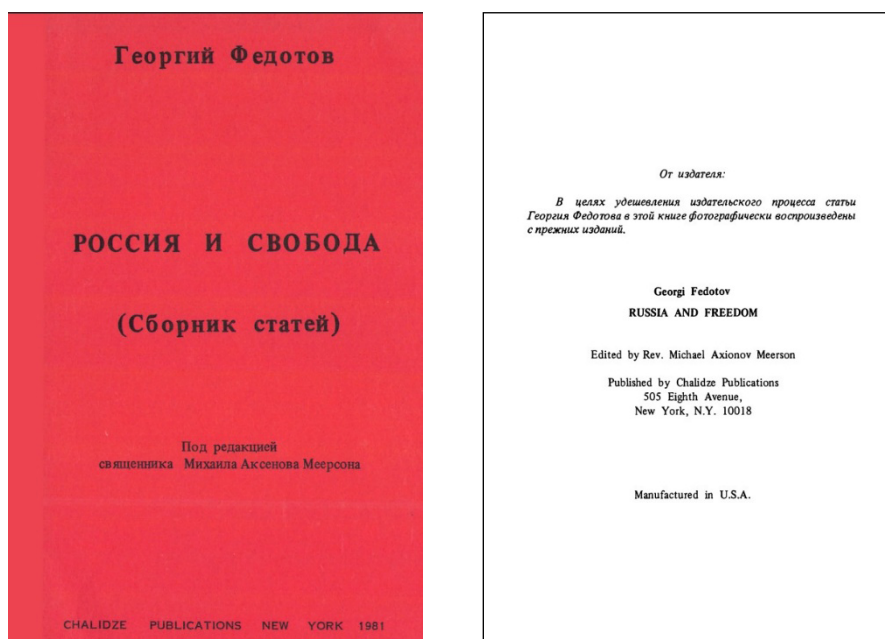 Георгий Федотов
РОССИЯ И СВОБОДА
(Сборник статей)
Под редакцией
священника Михаила Аксенова Меерсона
CHALIDZE PUBLICATIONS NEW YORK 1981
От издателя:
В целях удешевления издательского процесса статьи
Георгия Федотова в этой книге фотографически воспроизведены
с прежних изданий.
Georgi Fedotov
RUSSIA AND FREEDOM
Edited by Rev. Michael Axionov Meerson
Published by Chalidze Publications
505 Eighth Avenue,
New York, N.Y. 10018
Manufactured in U.S.A.